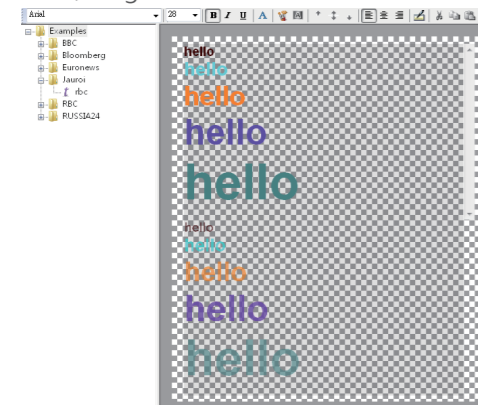 Arial 28 B I U A
Examples
BBC
Bloomberg
Euronews
Jauroi
t rbc
RBC
RUSSIA24
hello
hello
hello
hello
hello
hello
hello
hello
hello
hello